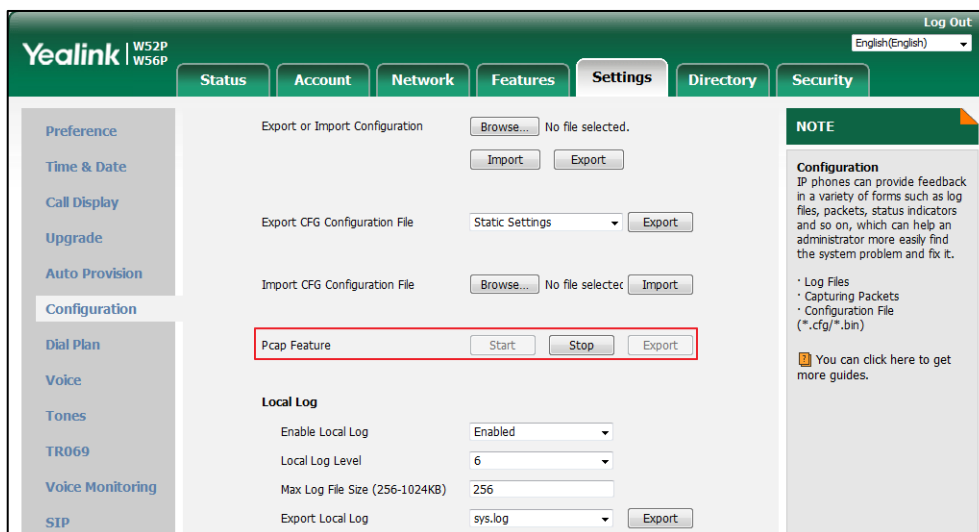 Log Out
Yealink W52P W56P
English(English)
Status Account Network Features Settings Directory Security
Preference
Time & Date
Call Display
Upgrade
Auto Provision
Configuration
Dial Plan
Voice
Tones
TR069
Voice Monitoring
SIP
Export or Import Configuration Browse... No file selected.
Import Export
Export CFG Configuration File Static Settings Export
Import CFG Configuration File Browse... No file selectec Import
Pcap Feature Start Stop Export
Local Log
Enable Local Log Enabled
Local Log Level 6
Max Log File Size (256-1024KB) 256
Export Local Log sys.log Export
NOTE
Configuration
IP phones can provide feedback
in a variety of forms such as log
files, packets, status indicators
and so on, which can help an
administrator more easily find
the system problem and fix it.
· Log Files
· Capturing Packets
· Configuration File
(*.cfg/*.bin)
You can click here to get
more guides.